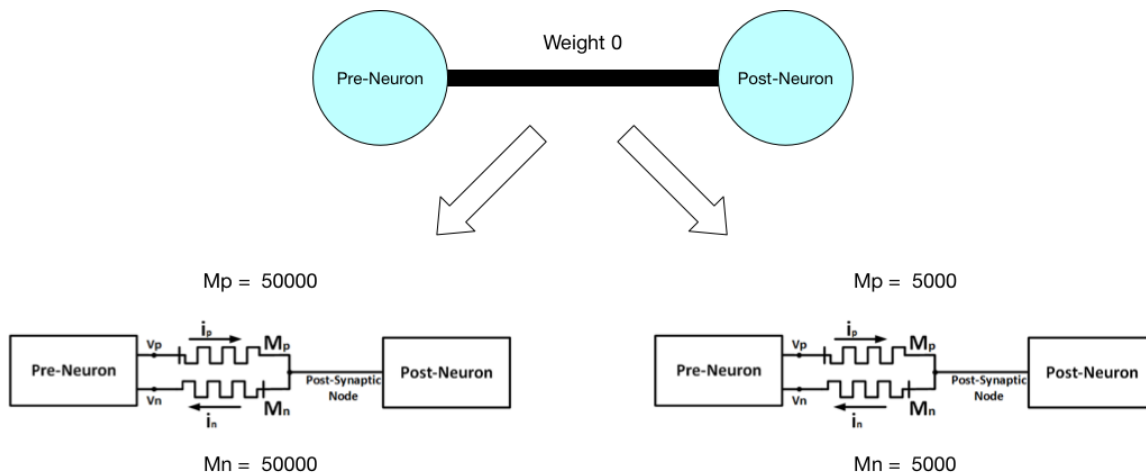 Weight 0
Pre-Neuron
Post-Neuron
Mp = 50000
Pre-Neuron
Vp
ip
Mp
Vn
in
Mn
Post-Synaptic
Node
Post-Neuron
Mn = 50000
Mp = 5000
Pre-Neuron
Vp
ip
Mp
Vn
in
Mn
Post-Synaptic
Node
Post-Neuron
Mn = 5000